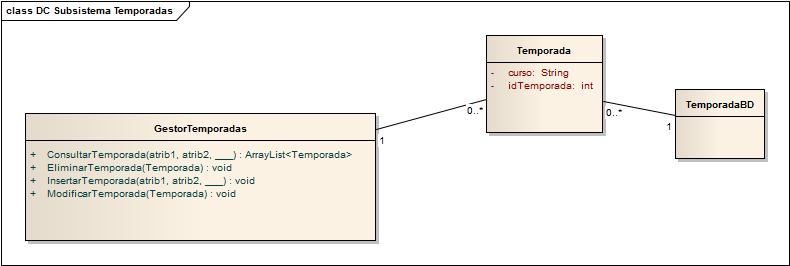 class DC Subsistema Temporadas
Temporada
- curso: String
- idTemporada: int
TemporadaBD
0..*
0..*
1
1
GestorTemporadas
+ ConsultarTemporada(atrib1, atrib2, ___) : ArrayList<Temporada>
+ EliminarTemporada(Temporada) : void
+ InsertarTemporada(atrib1, atrib2, ___) : void
+ ModificarTemporada(Temporada) : void